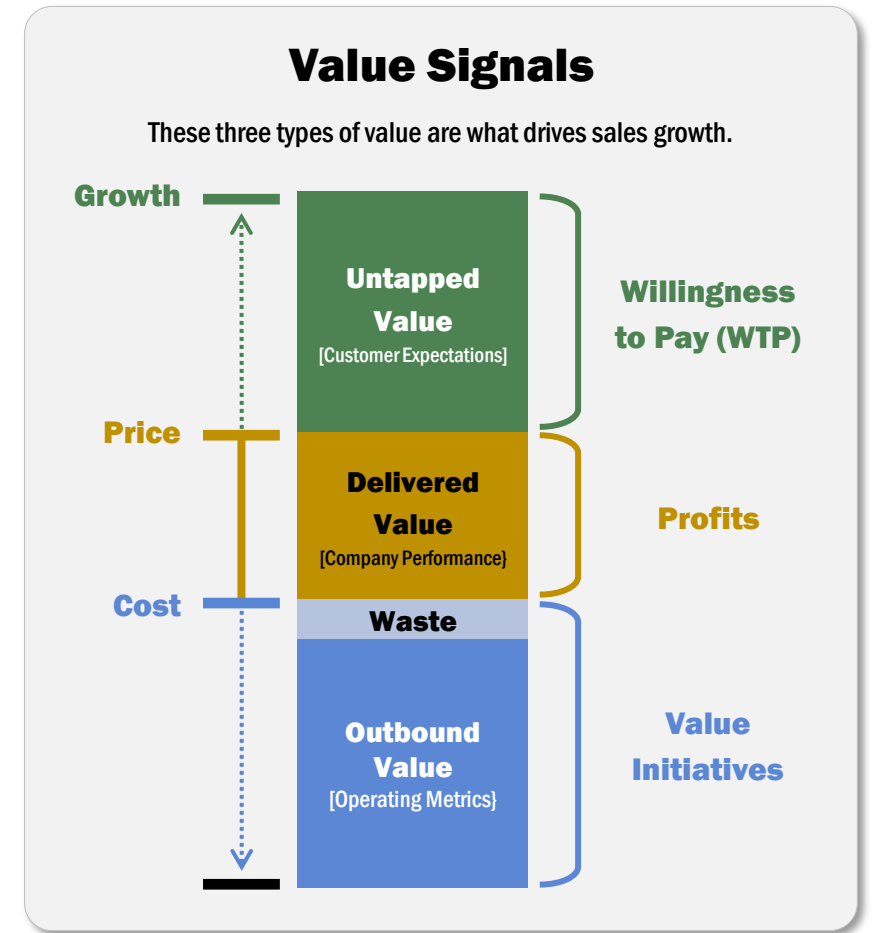 Value Signals
These three types of value are what drives sales growth.
Growth
Untapped
Value
[Customer Expectations]
Willingness
to Pay (WTP)
Price
Delivered
Value
[Company Performance}
Profits
Cost
Waste
Outbound
Value
[Operating Metrics}
Value
Initiatives